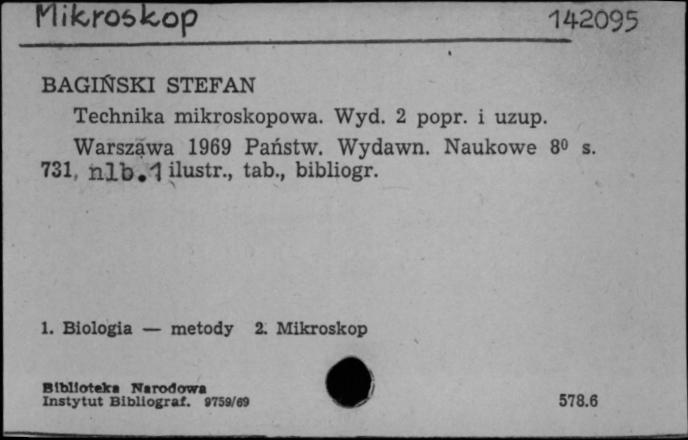 Mikroskop 142095
BAGIŃSKI STEFAN
Technika mikroskopowa. Wyd. 2 popr. i uzup.
Warszawa 1969 Państw. Wydawn. Naukowe 8⁰ s.
731, nlb. 1 ilustr., tab., bibliogr.
1. Biologia — metody 2. Mikroskop
Biblioteka Narodowa
Instytut Bibliograf. 9759/69 578.6